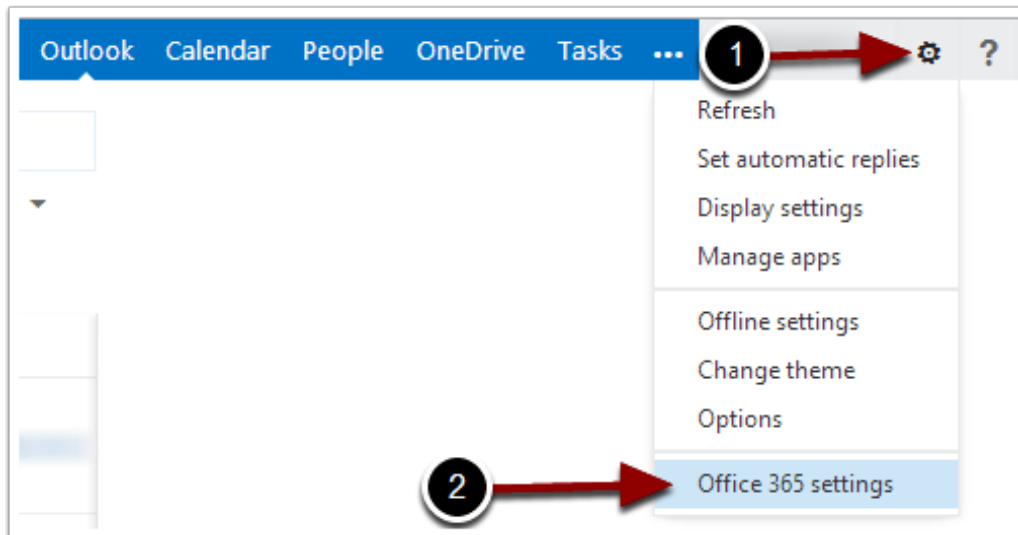 Outlook Calendar People OneDrive Tasks ... 1 ?
Refresh
Set automatic replies
Display settings
Manage apps
Offline settings
Change theme
Options
2 Office 365 settings